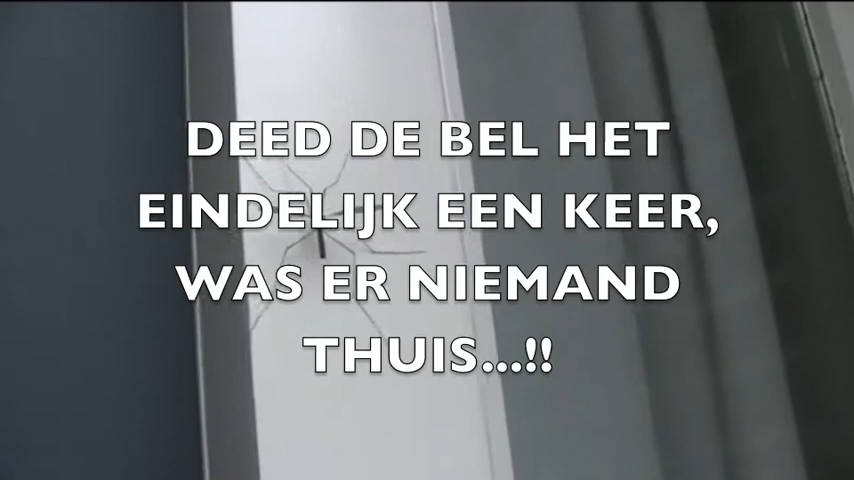 DEED DE BEL HET
EINDELIJK EEN KEER,
WAS ER NIEMAND
THUIS...!!